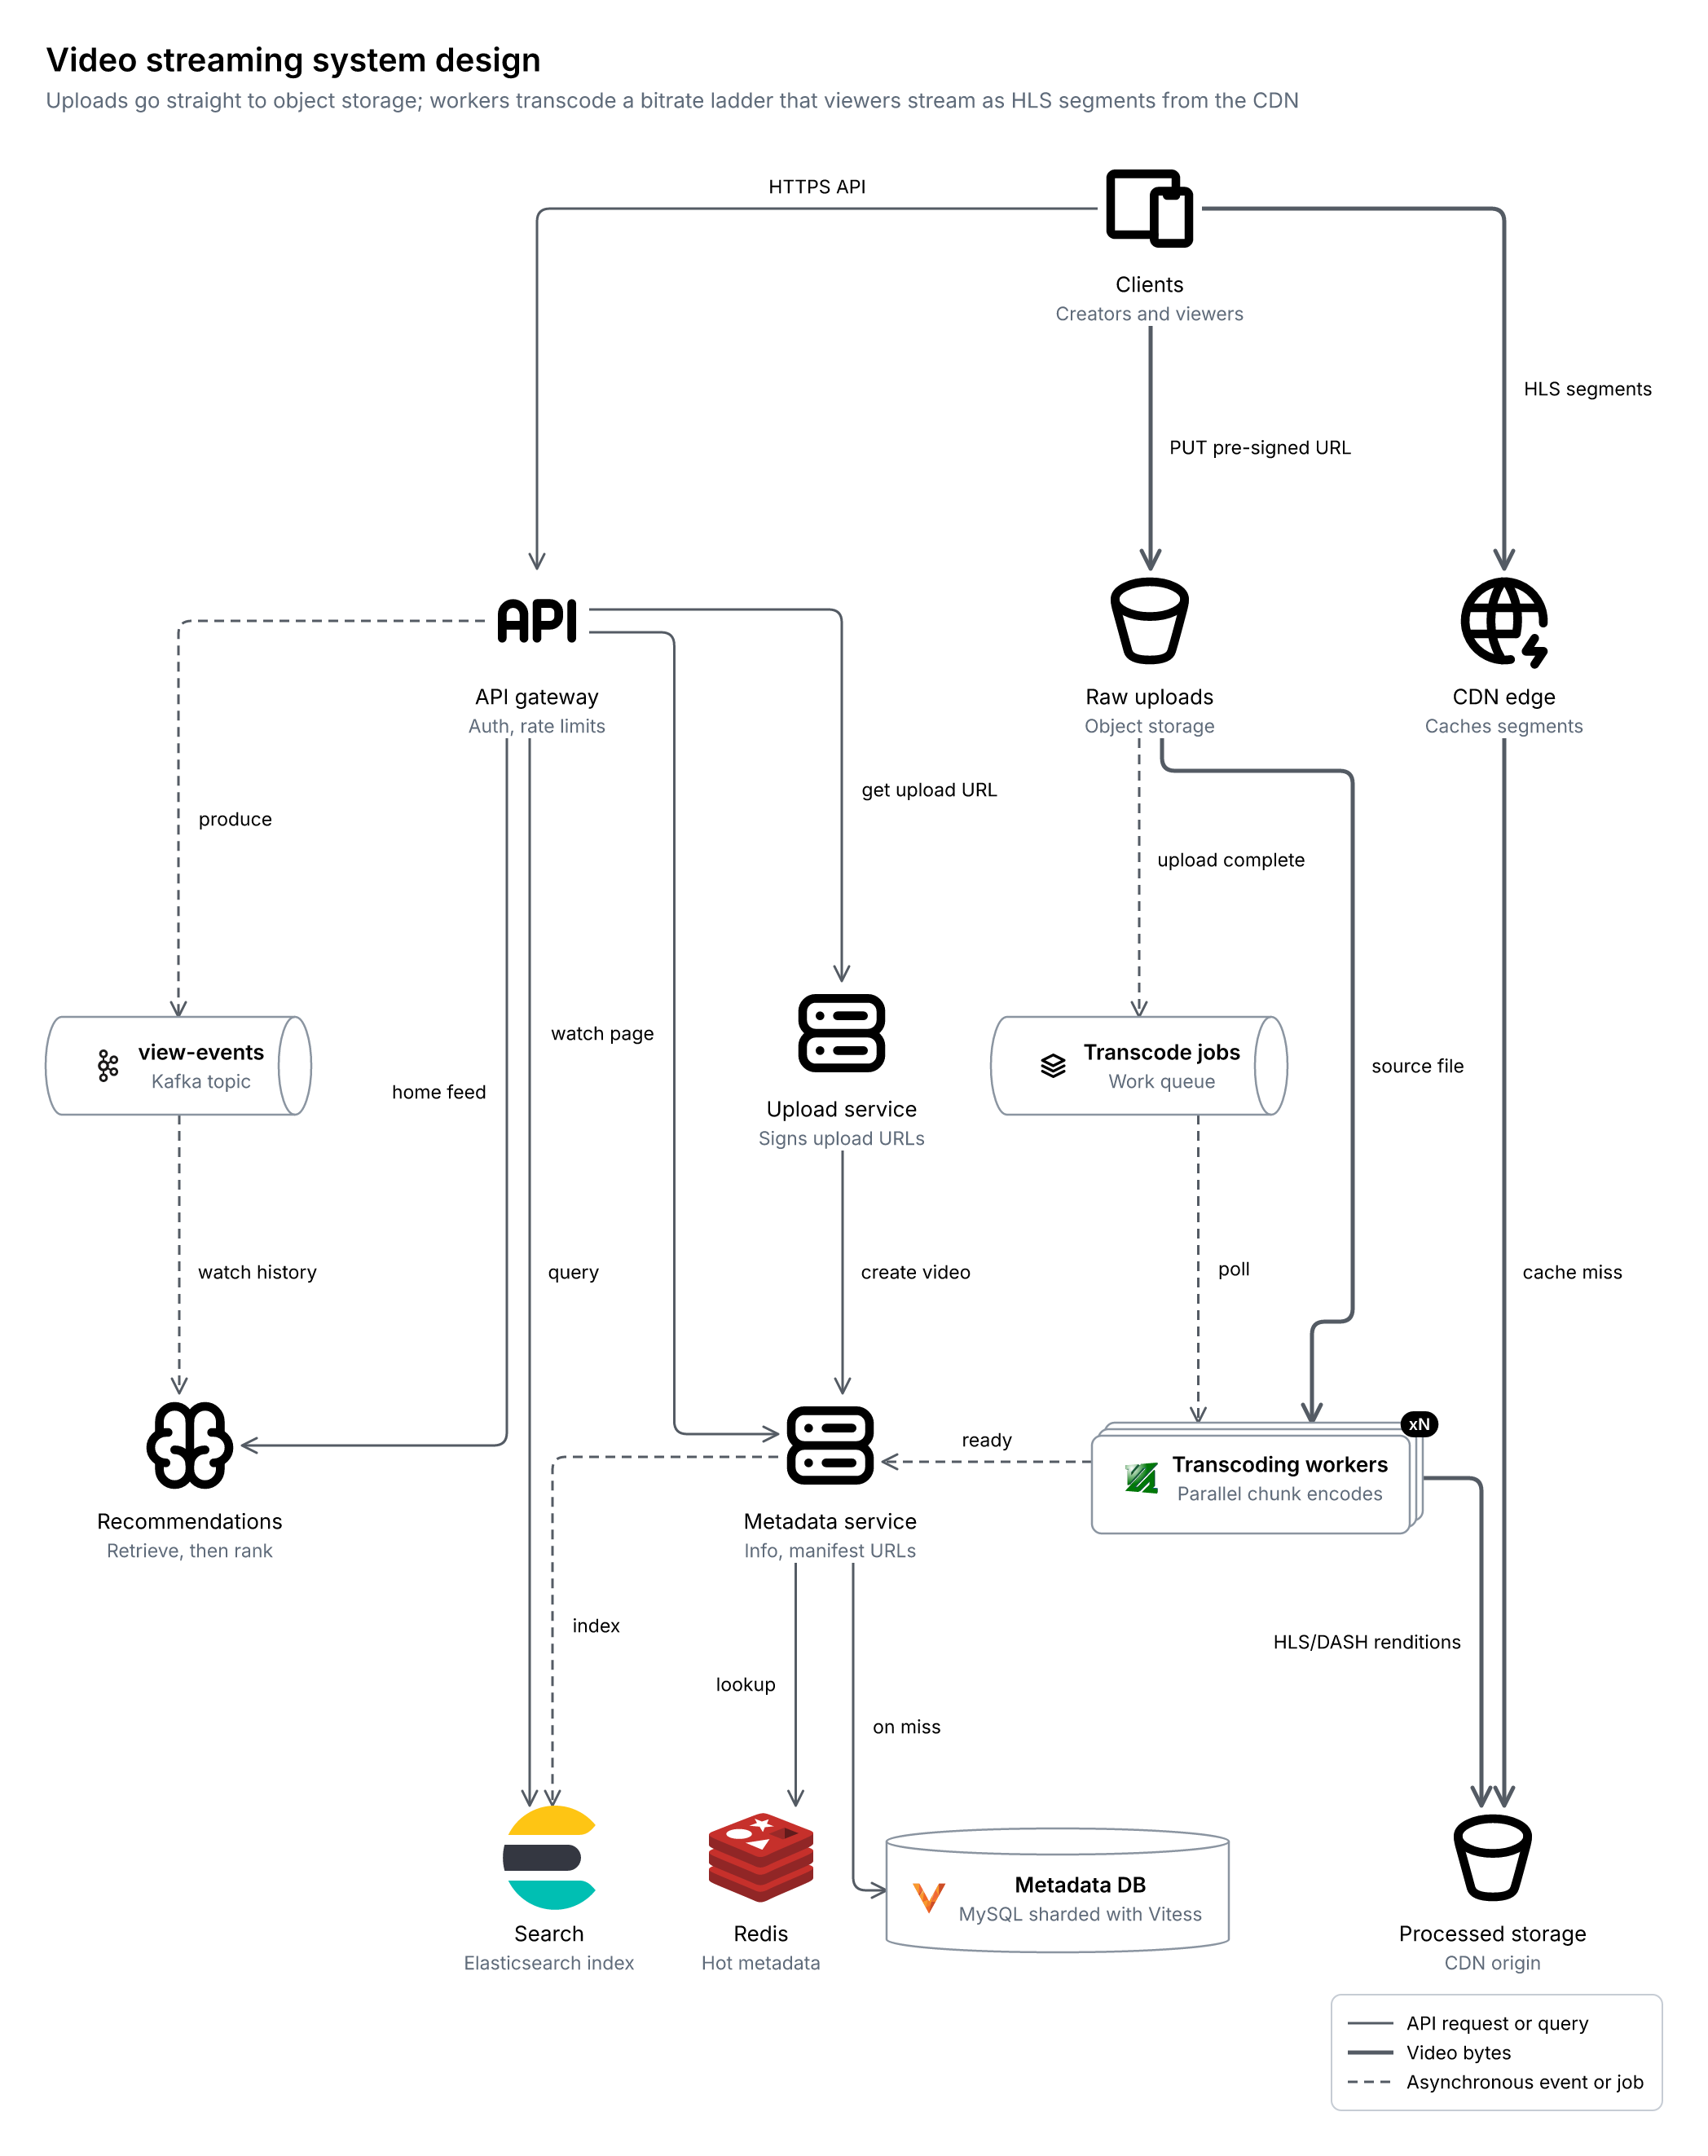 Video streaming system design
Uploads go straight to object storage; workers transcode a bitrate ladder that viewers stream as HLS segments from the CDN
HTTPS API
Clients
Creators and viewers
HLS segments
PUT pre-signed URL
API
API gateway
Auth, rate limits
Raw uploads
Object storage
CDN edge
Caches segments
get upload URL
produce
upload complete
watch page
view-events
Kafka topic
Transcode jobs
Work queue
source file
home feed
Upload service
Signs upload URLs
watch history
query
create video
poll
cache miss
xN
ready
Transcoding workers
Parallel chunk encodes
Recommendations
Retrieve, then rank
Metadata service
Info, manifest URLs
index
HLS/DASH renditions
lookup
on miss
Metadata DB
MySQL sharded with Vitess
Search
Elasticsearch index
Redis
Hot metadata
Processed storage
CDN origin
API request or query
Video bytes
Asynchronous event or job